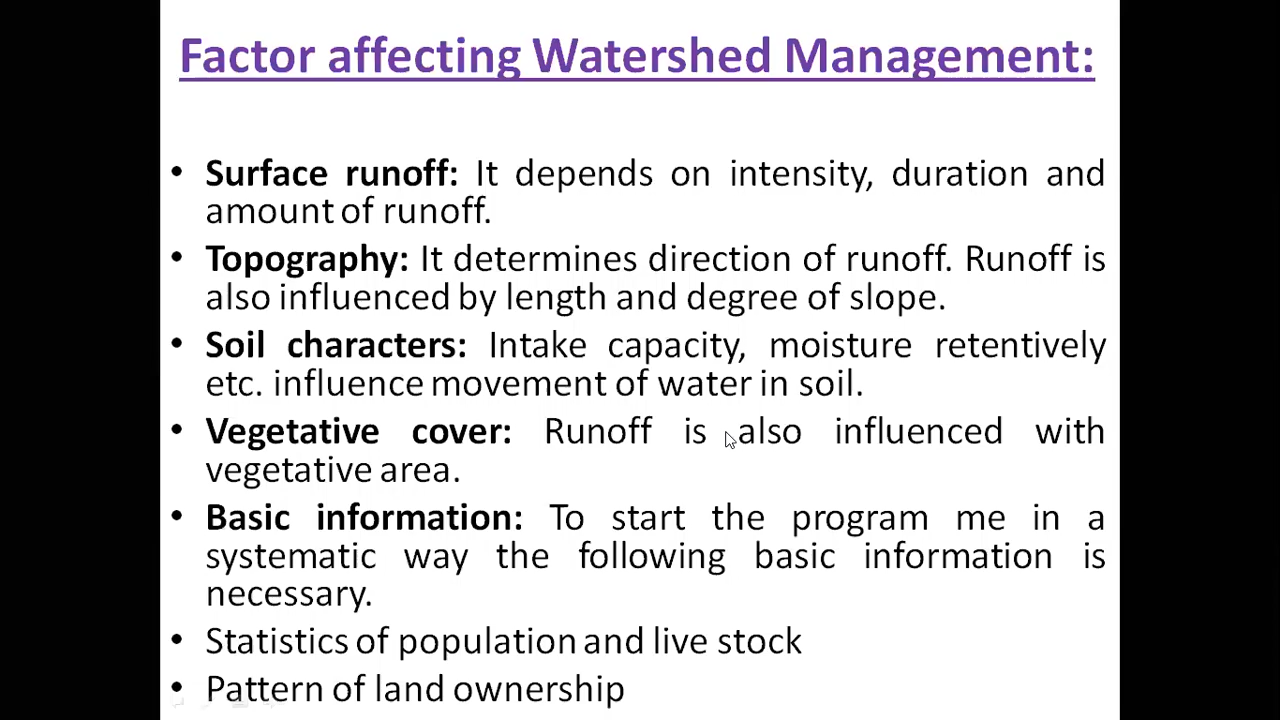 Factor affecting Watershed Management:
• Surface runoff: It depends on intensity, duration and
amount of runoff.
• Topography: It determines direction of runoff. Runoff is
also influenced by length and degree of slope.
• Soil characters: Intake capacity, moisture retentively
etc. influence movement of water in soil.
• Vegetative cover: Runoff is also influenced with
vegetative area.
• Basic information: To start the program me in a
systematic way the following basic information is
necessary.
• Statistics of population and live stock
• Pattern of land ownership